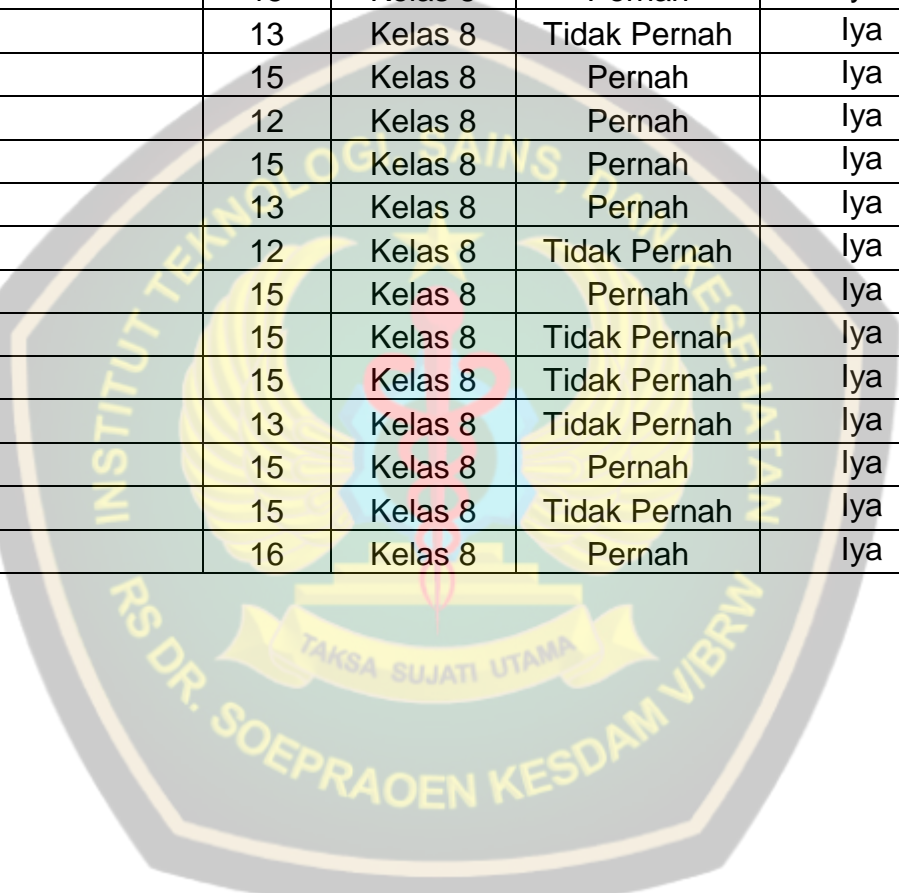 13 Kelas 8 Tidak Pernah Iya
15 Kelas 8 Pernah Iya
12 Kelas 8 Pernah Iya
15 Kelas 8 Pernah Iya
13 Kelas 8 Pernah Iya
12 Kelas 8 Tidak Pernah Iya
15 Kelas 8 Pernah Iya
15 Kelas 8 Tidak Pernah Iya
15 Kelas 8 Tidak Pernah Iya
13 Kelas 8 Tidak Pernah Iya
15 Kelas 8 Pernah Iya
15 Kelas 8 Tidak Pernah Iya
16 Kelas 8 Pernah Iya
INSTITUT TEKNOLOGI, SAINS, DAN KESEHATAN
TAKSA SUJATI UTAMA
RS DR. SOEPRAOEN KESDAM V/BRW